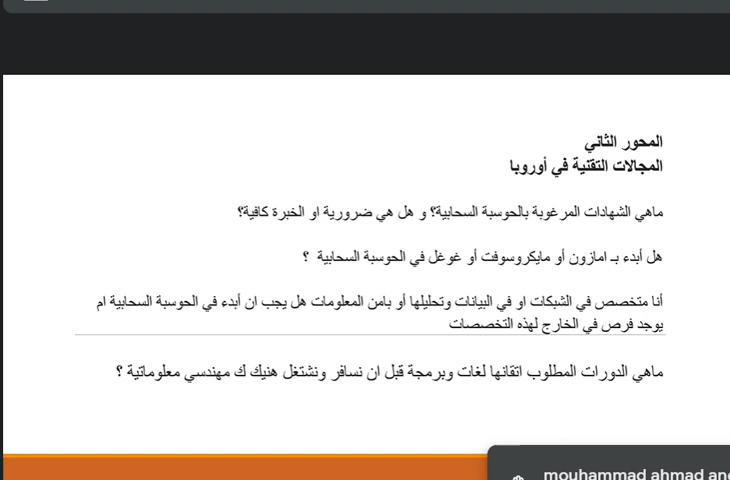 المحور الثاني
المجالات التقنية في أوروبا
ماهي الشهادات المرغوبة بالحوسبة السحابية؟ و هل هي ضرورية او الخبرة كافية؟
هل أبدء بـ امازون أو مايكروسوفت أو غوغل في الحوسبة السحابية ؟
أنا متخصص في الشبكات او في البيانات وتحليلها أو بامن المعلومات هل يجب ان أبدء في الحوسبة السحابية ام
يوجد فرص في الخارج لهذه التخصصات
ماهي الدورات المطلوب اتقانها لغات وبرمجة قبل ان نسافر ونشتغل هنيك ك مهندسي معلوماتية ؟
mouhammad ahmad